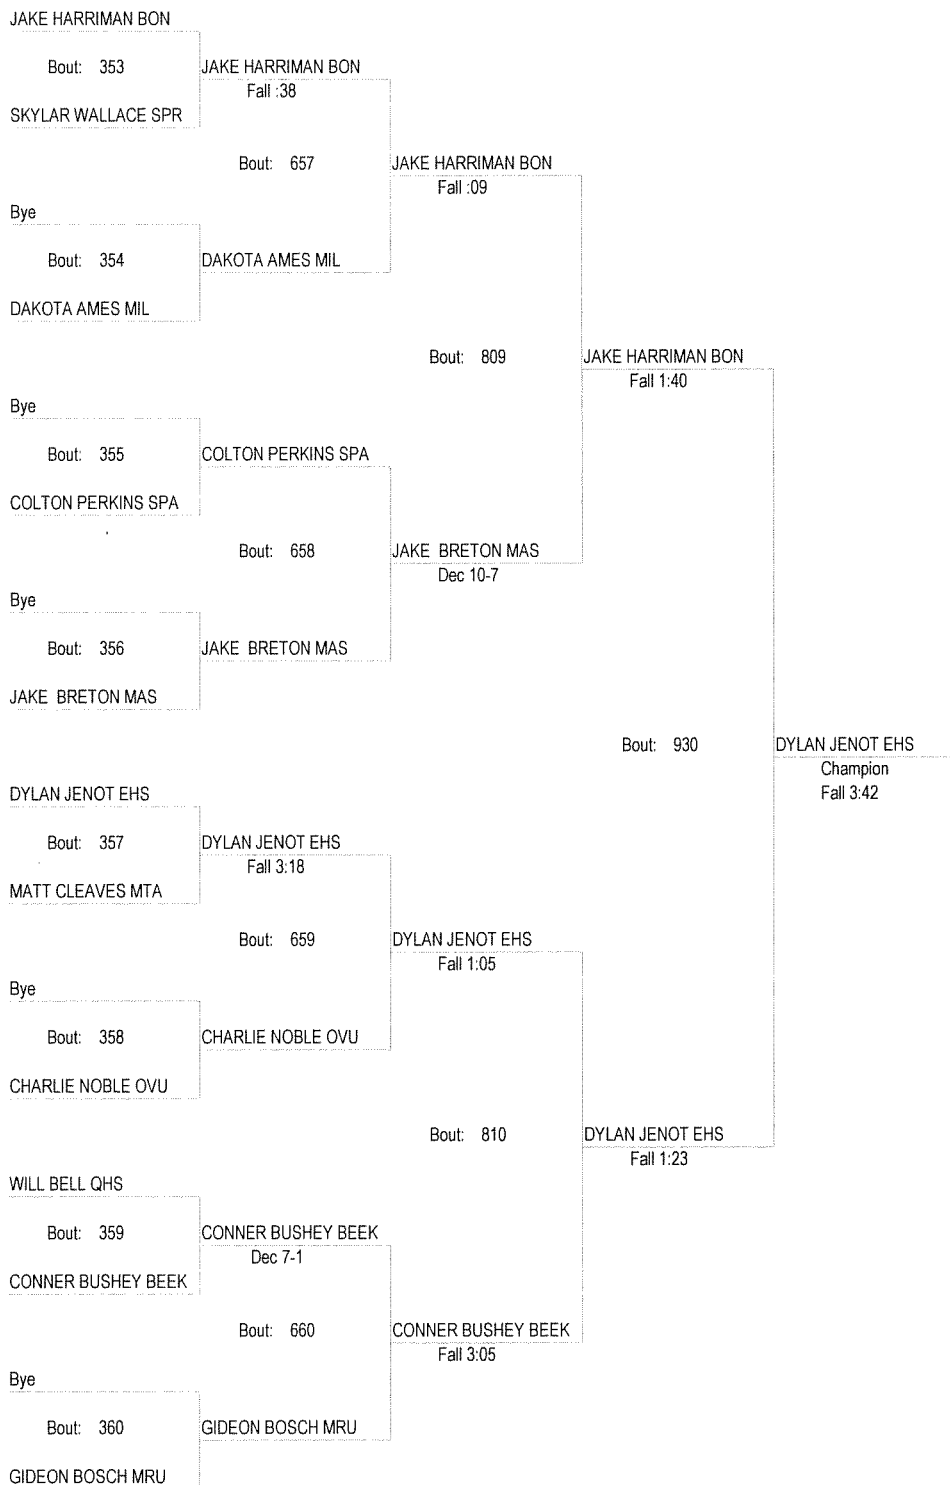 JAKE HARRIMAN BON
Bout: 353
JAKE HARRIMAN BON
Fall :38
SKYLAR WALLACE SPR
Bout: 657
JAKE HARRIMAN BON
Fall :09
Bye
Bout: 354
DAKOTA AMES MIL
DAKOTA AMES MIL
Bout: 809
JAKE HARRIMAN BON
Fall 1:40
Bye
Bout: 355
COLTON PERKINS SPA
COLTON PERKINS SPA
Bout: 658
JAKE BRETON MAS
Dec 10-7
Bye
Bout: 356
JAKE BRETON MAS
JAKE BRETON MAS
Bout: 930
DYLAN JENOT EHS
Champion
Fall 3:42
DYLAN JENOT EHS
Bout: 357
DYLAN JENOT EHS
Fall 3:18
MATT CLEAVES MTA
Bout: 659
DYLAN JENOT EHS
Fall 1:05
Bye
Bout: 358
CHARLIE NOBLE OVU
CHARLIE NOBLE OVU
Bout: 810
DYLAN JENOT EHS
Fall 1:23
WILL BELL QHS
Bout: 359
CONNER BUSHEY BEEK
Dec 7-1
CONNER BUSHEY BEEK
Bout: 660
CONNER BUSHEY BEEK
Fall 3:05
Bye
Bout: 360
GIDEON BOSCH MRU
GIDEON BOSCH MRU